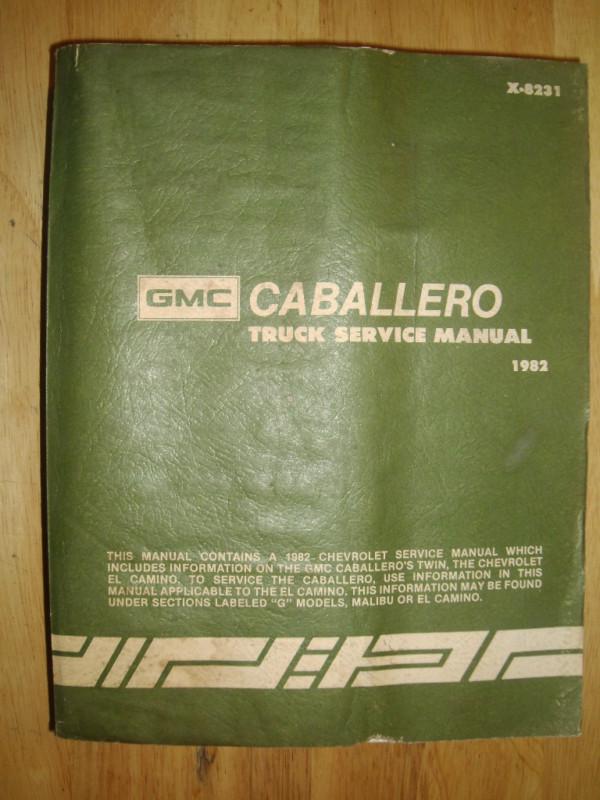 X-8231
GMC CABALLERO
TRUCK SERVICE MANUAL
1982
THIS MANUAL CONTAINS A 1982 CHEVROLET SERVICE MANUAL WHICH
INCLUDES INFORMATION ON THE GMC CABALLERO'S TWIN, THE CHEVROLET
EL CAMINO. TO SERVICE THE CABALLERO, USE INFORMATION IN THIS
MANUAL APPLICABLE TO THE EL CAMINO. THIS INFORMATION MAY BE FOUND
UNDER SECTIONS LABELED "G" MODELS, MALIBU OR EL CAMINO.